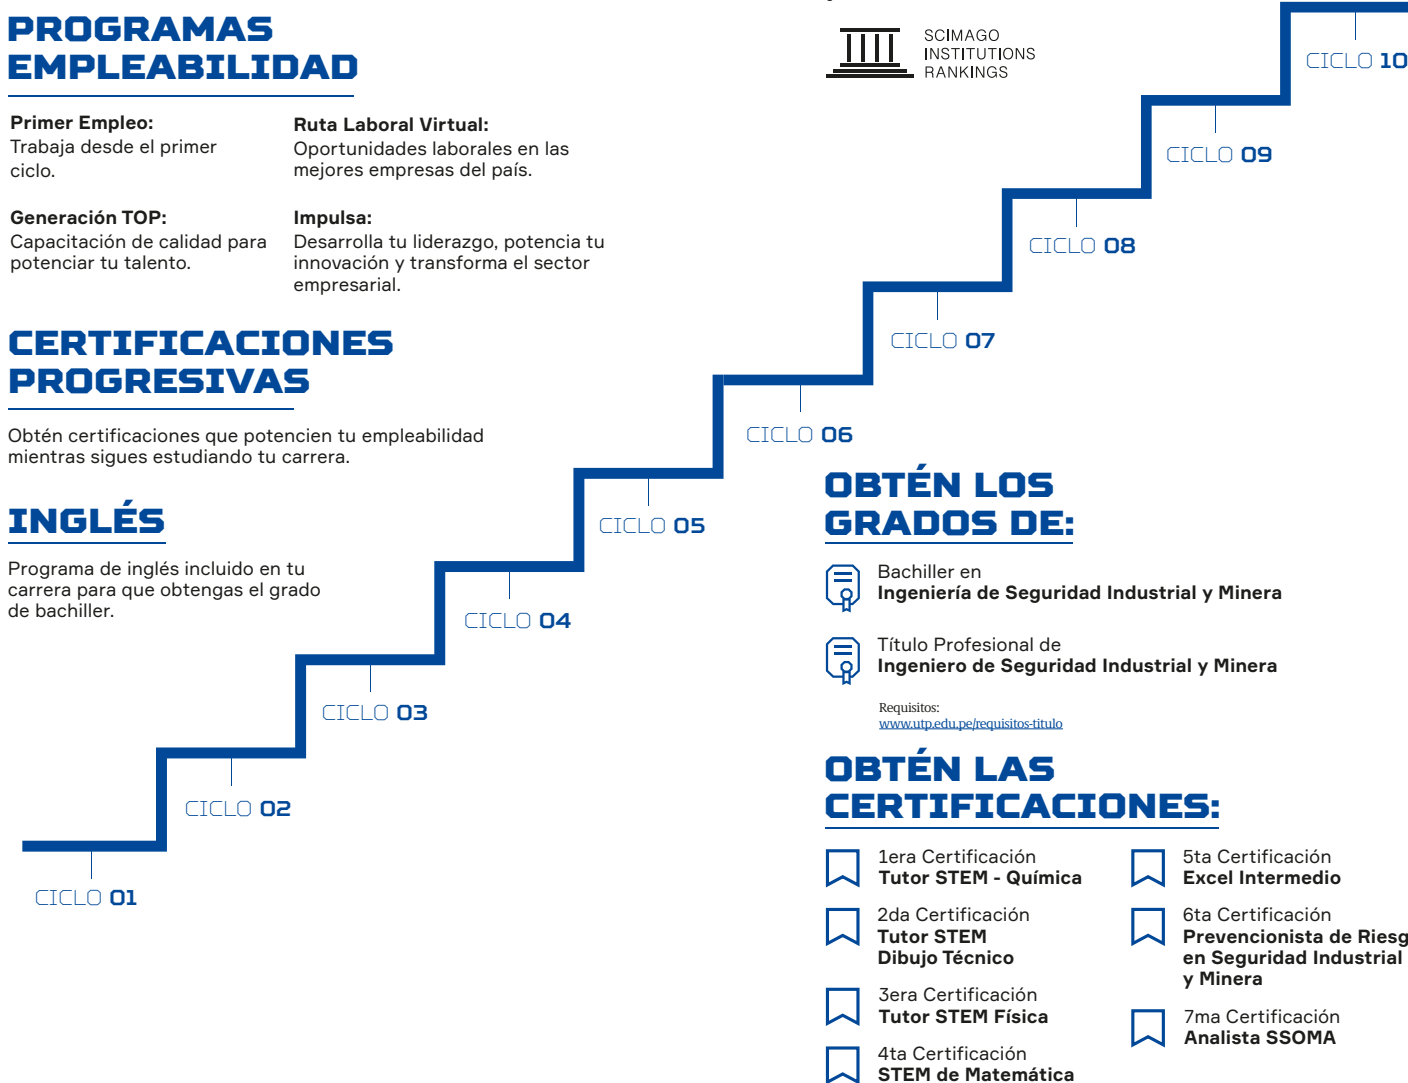 PROGRAMAS
EMPLEABILIDAD
Primer Empleo:
Trabaja desde el primer
ciclo.
Ruta Laboral Virtual:
Oportunidades laborales en las
mejores empresas del país.
Generación TOP:
Capacitación de calidad para
potenciar tu talento.
Impulsa:
Desarrolla tu liderazgo, potencia tu
innovación y transforma el sector
empresarial.
CERTIFICACIONES
PROGRESIVAS
Obtén certificaciones que potencien tu empleabilidad
mientras sigues estudiando tu carrera.
INGLÉS
Programa de inglés incluido en tu
carrera para que obtengas el grado
de bachiller.
SCIMAGO
INSTITUTIONS
RANKINGS
CICLO 10
CICLO 09
CICLO 08
CICLO 07
CICLO 06
CICLO 05
CICLO 04
CICLO 03
CICLO 02
CICLO 01
OBTÉN LOS
GRADOS DE:
Bachiller en
Ingeniería de Seguridad Industrial y Minera
Título Profesional de
Ingeniero de Seguridad Industrial y Minera
Requisitos:
www.utp.edu.pe/requisitos-titulo
OBTÉN LAS
CERTIFICACIONES:
1era Certificación
Tutor STEM - Química
2da Certificación
Tutor STEM
Dibujo Técnico
3era Certificación
Tutor STEM Física
4ta Certificación
STEM de Matemática
5ta Certificación
Excel Intermedio
6ta Certificación
Prevencionista de Riesg
en Seguridad Industrial
y Minera
7ma Certificación
Analista SSOMA